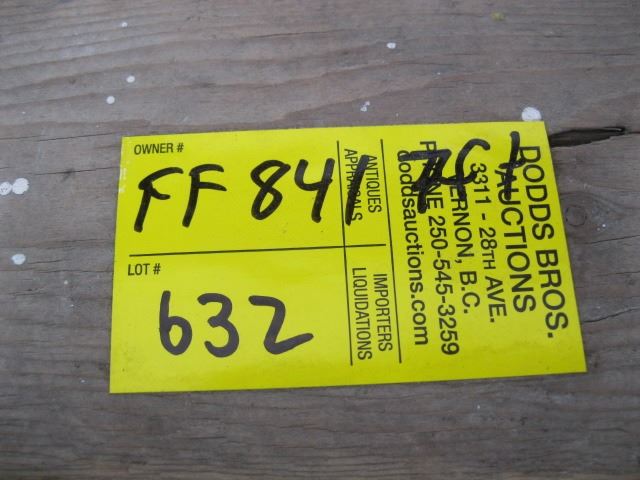 OWNER #
FF 841
LOT #
632
ANTIQUES
APPRAISALS
IMPORTERS
LIQUIDATIONS
DODDS BROS.
AUCTIONS
3311 - 28TH AVE.
VERNON, B.C.
PHONE 250-545-3259
doddsauctions.com